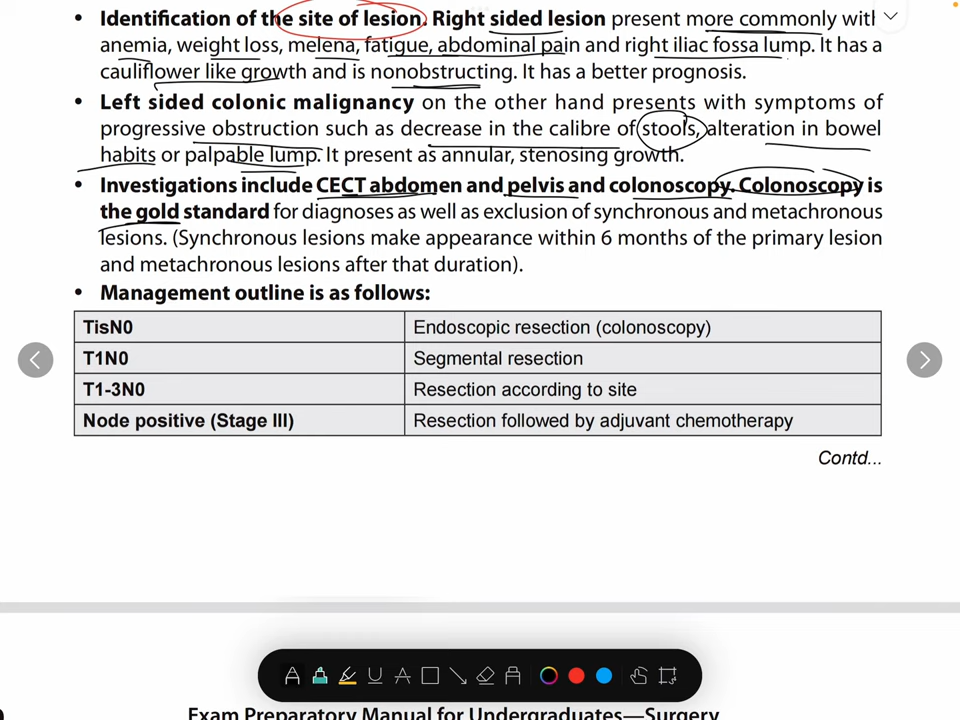 • Identification of the site of lesion. Right sided lesion present more commonly with
anemia, weight loss, melena, fatigue, abdominal pain and right iliac fossa lump. It has a
cauliflower like growth and is nonobstructing. It has a better prognosis.
• Left sided colonic malignancy on the other hand presents with symptoms of
progressive obstruction such as decrease in the calibre of stools, alteration in bowel
habits or palpable lump. It present as annular, stenosing growth.
• Investigations include CECT abdomen and pelvis and colonoscopy. Colonoscopy is
the gold standard for diagnoses as well as exclusion of synchronous and metachronous
lesions. (Synchronous lesions make appearance within 6 months of the primary lesion
and metachronous lesions after that duration).
• Management outline is as follows:
TisN0 Endoscopic resection (colonoscopy)
T1N0 Segmental resection
T1-3N0 Resection according to site
Node positive (Stage III) Resection followed by adjuvant chemotherapy
Contd...
Exam Preparatory Manual for Undergraduates—Surgery